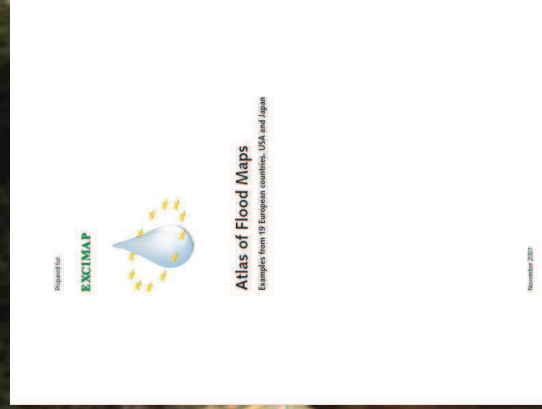 Prepared for:
EXCIMAP
Atlas of Flood Maps
Examples from 19 European countries, USA and Japan
November 2007